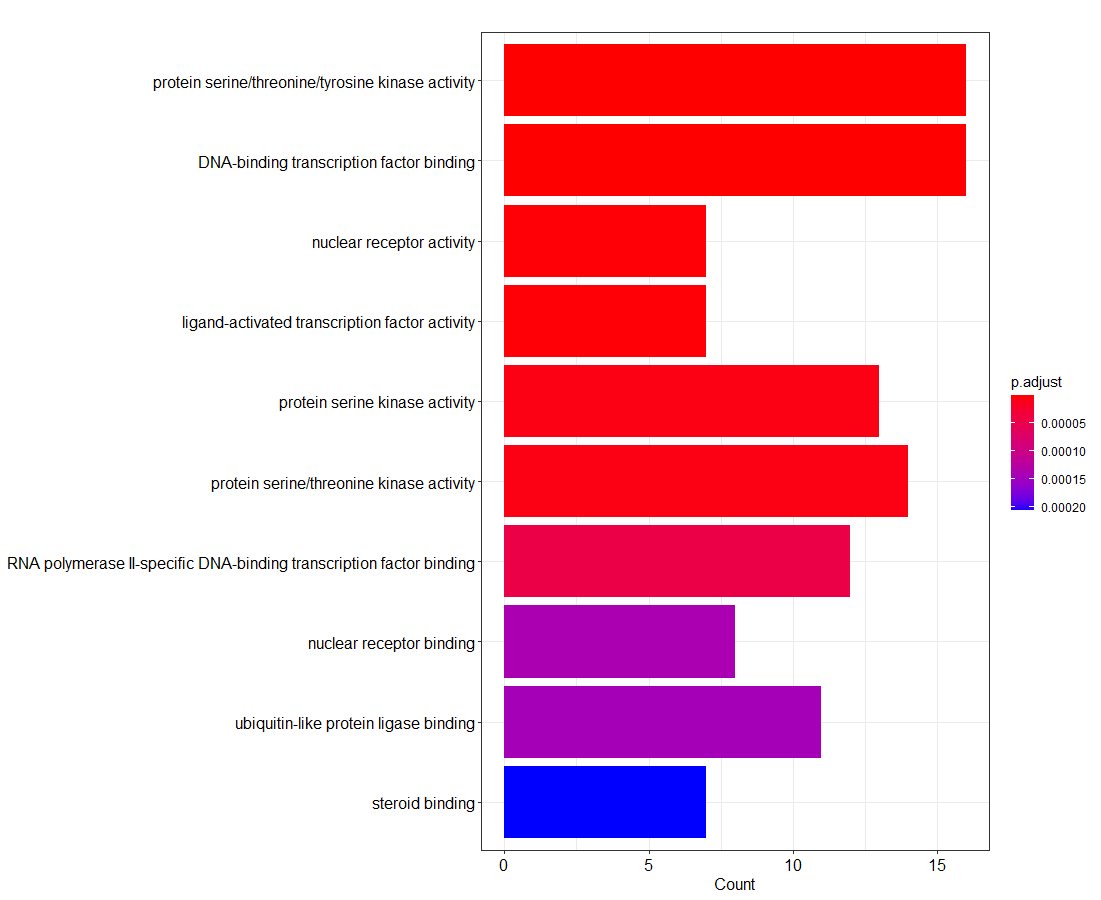 protein serine/threonine/tyrosine kinase activity
DNA-binding transcription factor binding
nuclear receptor activity
ligand-activated transcription factor activity
protein serine kinase activity
protein serine/threonine kinase activity
RNA polymerase II-specific DNA-binding transcription factor binding
nuclear receptor binding
ubiquitin-like protein ligase binding
steroid binding
0 5 10 15
Count
p.adjust
0.00005
0.00010
0.00015
0.00020